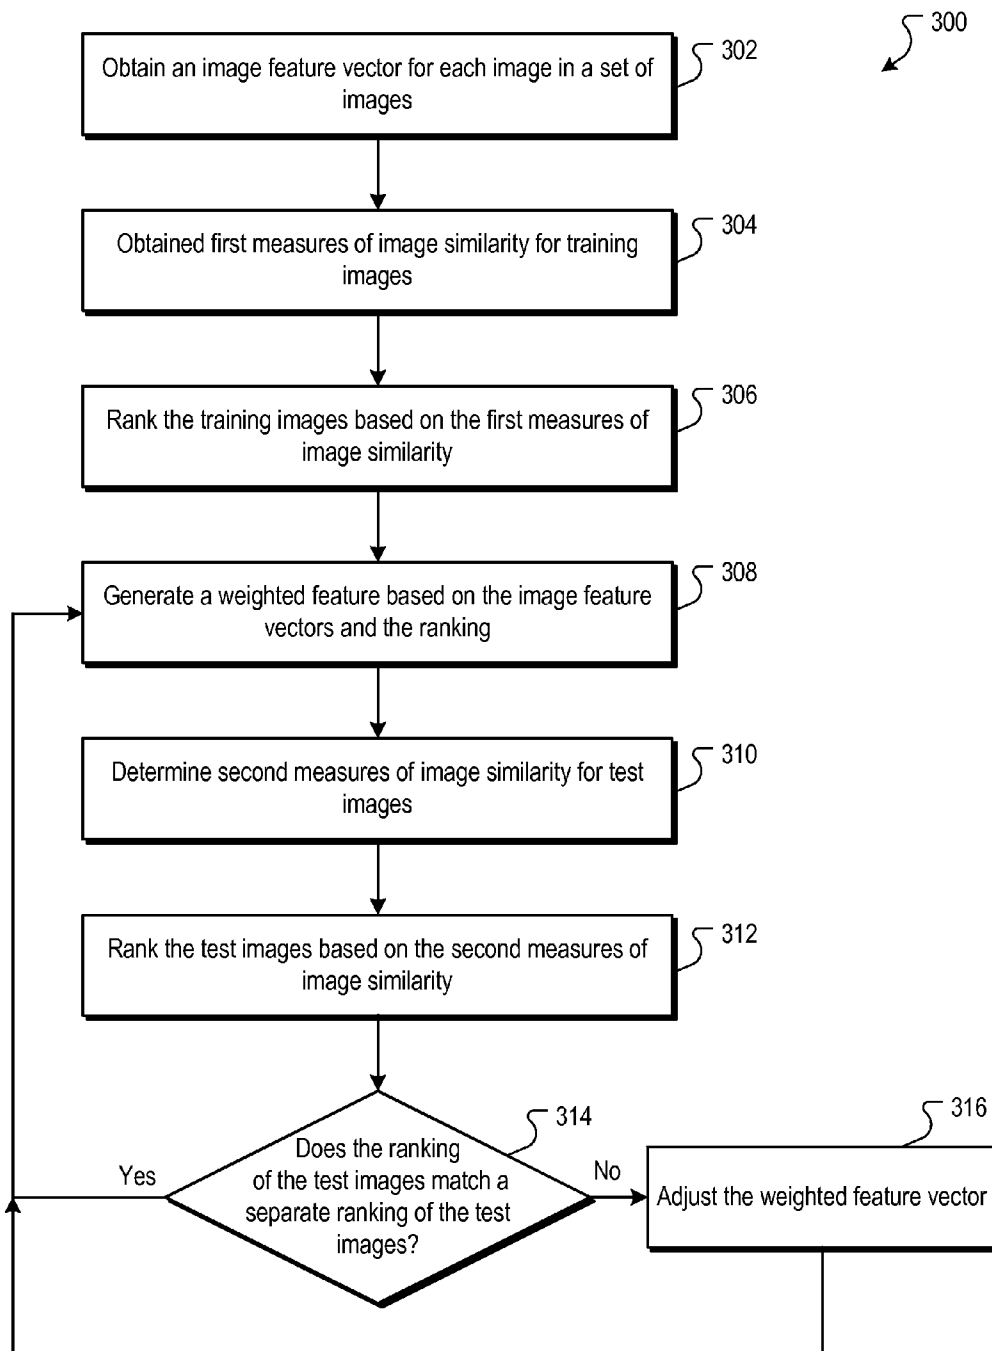 300
Obtain an image feature vector for each image in a set of
images
302
Obtained first measures of image similarity for training
images
304
Rank the training images based on the first measures of
image similarity
306
Generate a weighted feature based on the image feature
vectors and the ranking
308
Determine second measures of image similarity for test
images
310
Rank the test images based on the second measures of
image similarity
312
Does the ranking
of the test images match a
separate ranking of the test
images?
314
Yes
No
316
Adjust the weighted feature vector